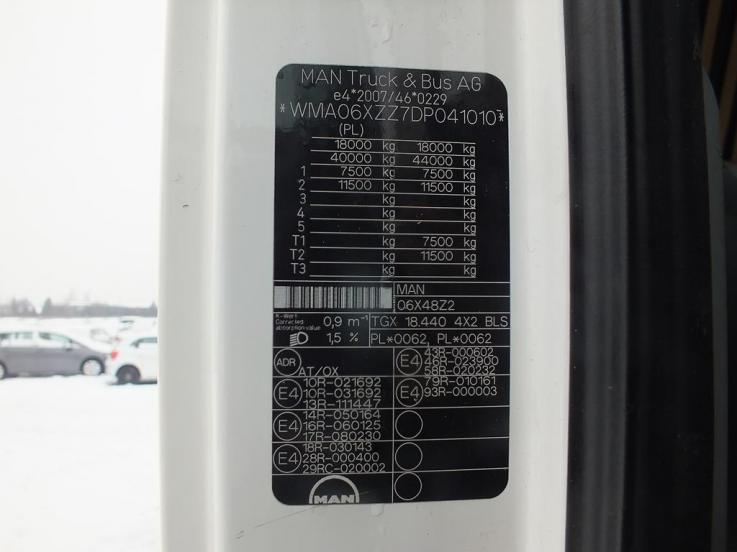 MAN Truck & Bus AG
e4*2007/46*0229
*WMA06XZZ7DP041010*
(PL)
18000 kg 18000 kg
40000 kg 44000 kg
1 7500 kg 7500 kg
2 11500 kg 11500 kg
3 kg kg
4 kg kg
5 kg kg
T1 kg 7500 kg
T2 kg 11500 kg
T3 kg kg
MAN
06X48Z2
K-Wert
Corrected
absorption value
0,9 m⁻¹
TGX 18.440 4X2 BLS
1,5 %
PL*0062, PL*0062
ADR
AT/OX
E4
10R-021692
10R-031692
13R-111447
14R-050164
E4
16R-060125
17R-080230
18R-030143
E4
28R-000400
29RC-020002
43R-000602
E4
46R-023900
58R-020232
79R-010161
E4
93R-000003
MAN